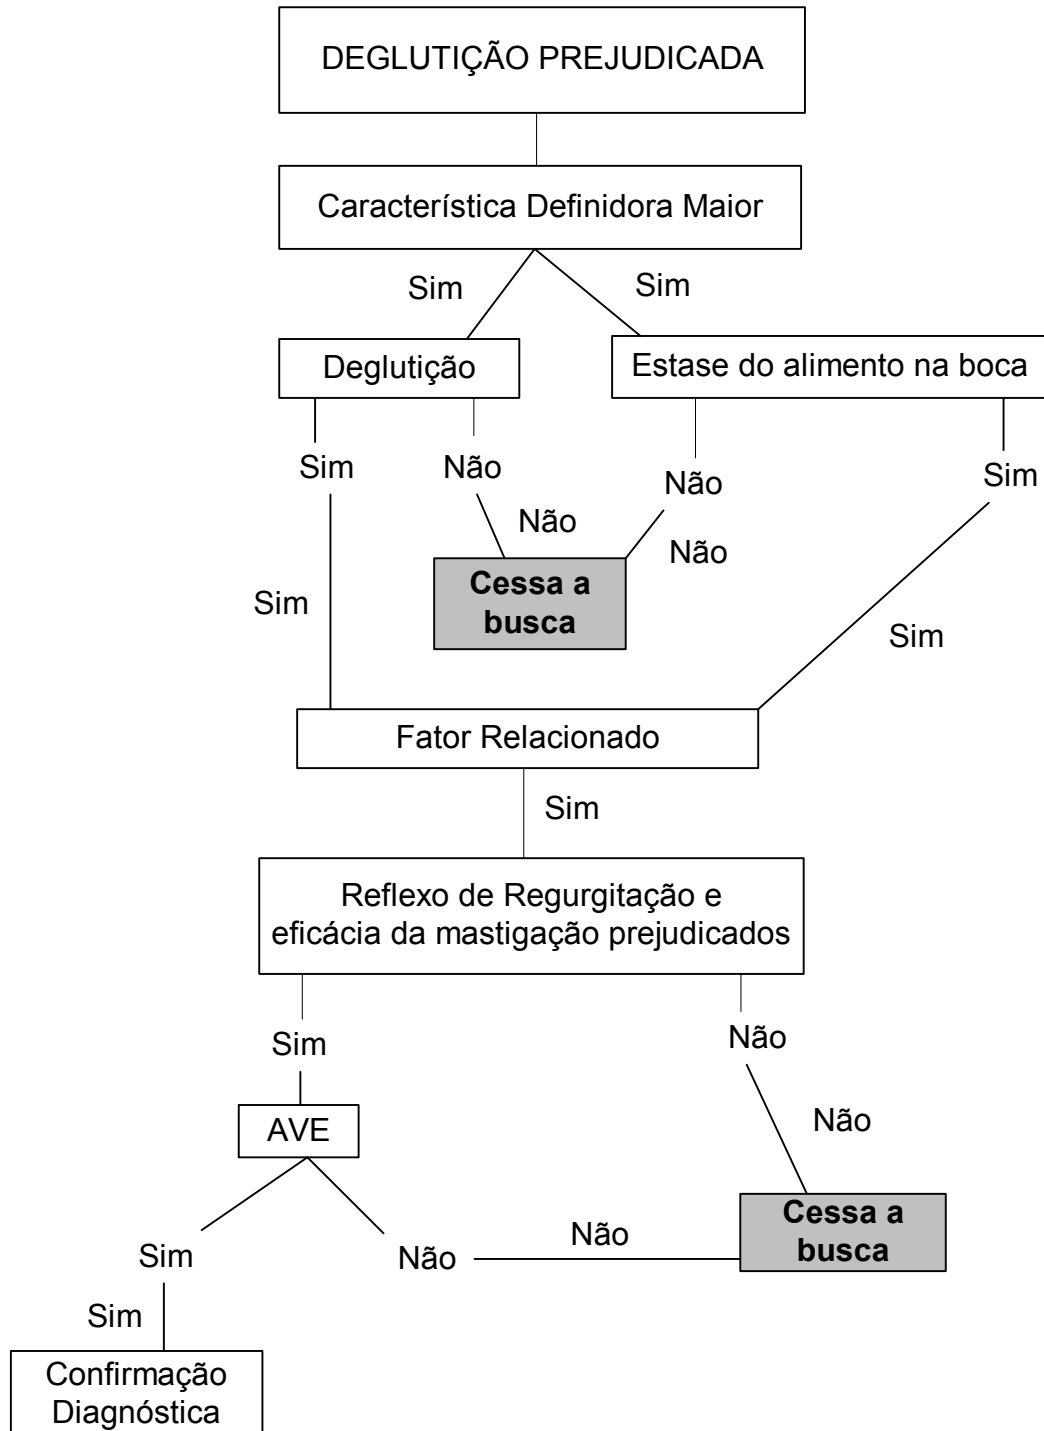 DEGLUTIÇÃO PREJUDICADA
Característica Definidora Maior
Sim
Sim
Deglutição
Estase do alimento na boca
Sim
Não
Não
Sim
Não
Não
Cessa a
busca
Sim
Sim
Fator Relacionado
Sim
Reflexo de Regurgitação e
eficácia da mastigação prejudicados
Sim
Não
AVE
Não
Cessa a
busca
Sim
Não
Não
Sim
Confirmação
Diagnóstica